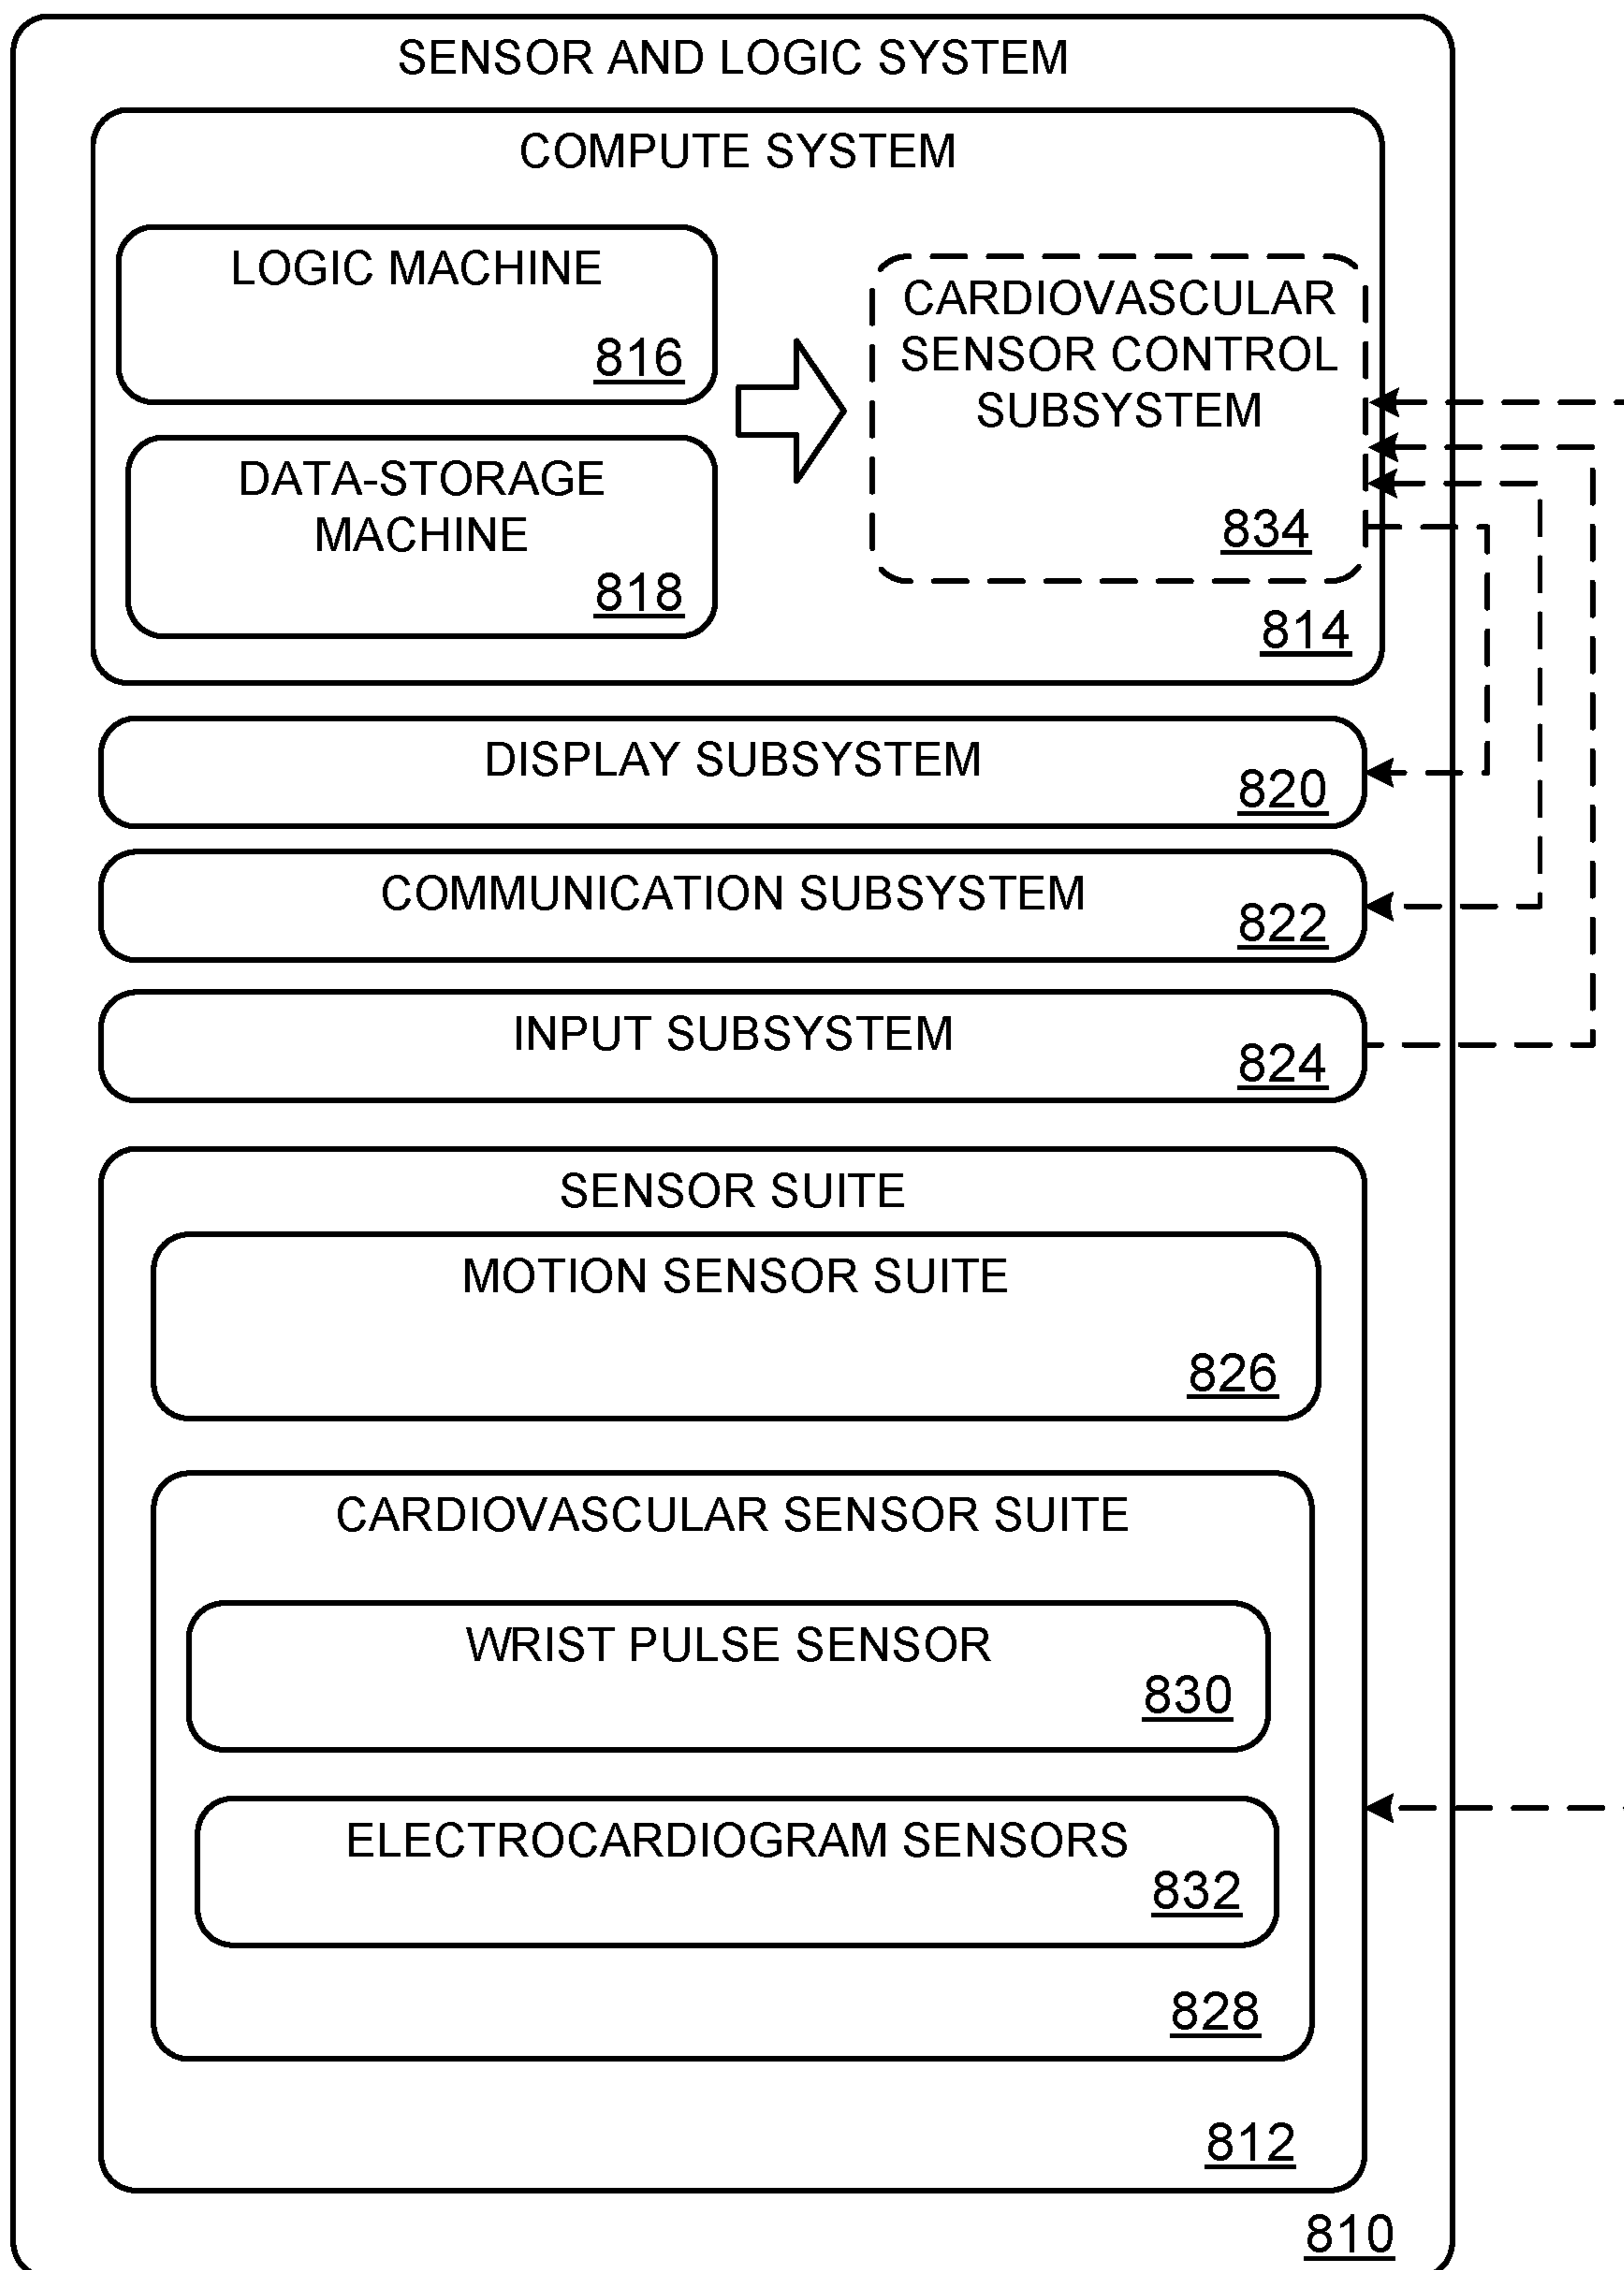 SENSOR AND LOGIC SYSTEM
COMPUTE SYSTEM
LOGIC MACHINE
816
DATA-STORAGE
MACHINE
818
CARDIOVASCULAR
SENSOR CONTROL
SUBSYSTEM
834
814
DISPLAY SUBSYSTEM
820
COMMUNICATION SUBSYSTEM
822
INPUT SUBSYSTEM
824
SENSOR SUITE
MOTION SENSOR SUITE
826
CARDIOVASCULAR SENSOR SUITE
WRIST PULSE SENSOR
830
ELECTROCARDIOGRAM SENSORS
832
828
812
810